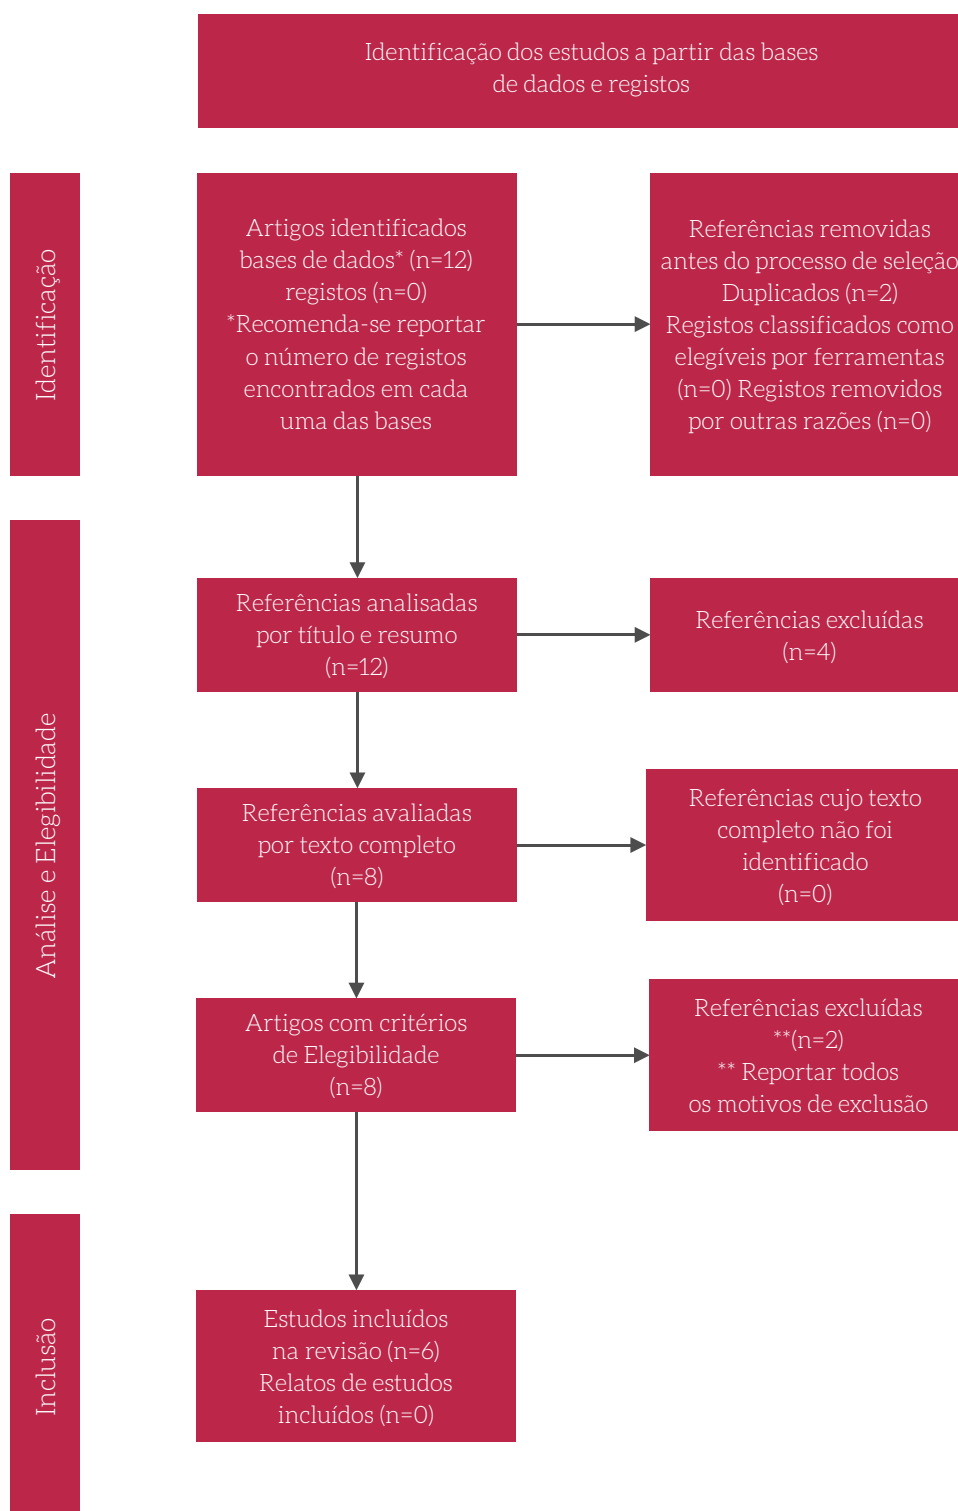 Identificação dos estudos a partir das bases
de dados e registos
Identificação
Artigos identificados
bases de dados* (n=12)
registos (n=0)
*Recomenda-se reportar
o número de registos
encontrados em cada
uma das bases
Referências removidas
antes do processo de seleção
Duplicados (n=2)
Registos classificados como
elegíveis por ferramentas
(n=0) Registos removidos
por outras razões (n=0)
Análise e Elegibilidade
Referências analisadas
por título e resumo
(n=12)
Referências excluídas
(n=4)
Referências avaliadas
por texto completo
(n=8)
Referências cujo texto
completo não foi
identificado
(n=0)
Artigos com critérios
de Elegibilidade
(n=8)
Referências excluídas
**(n=2)
** Reportar todos
os motivos de exclusão
Inclusão
Estudos incluídos
na revisão (n=6)
Relatos de estudos
incluídos (n=0)